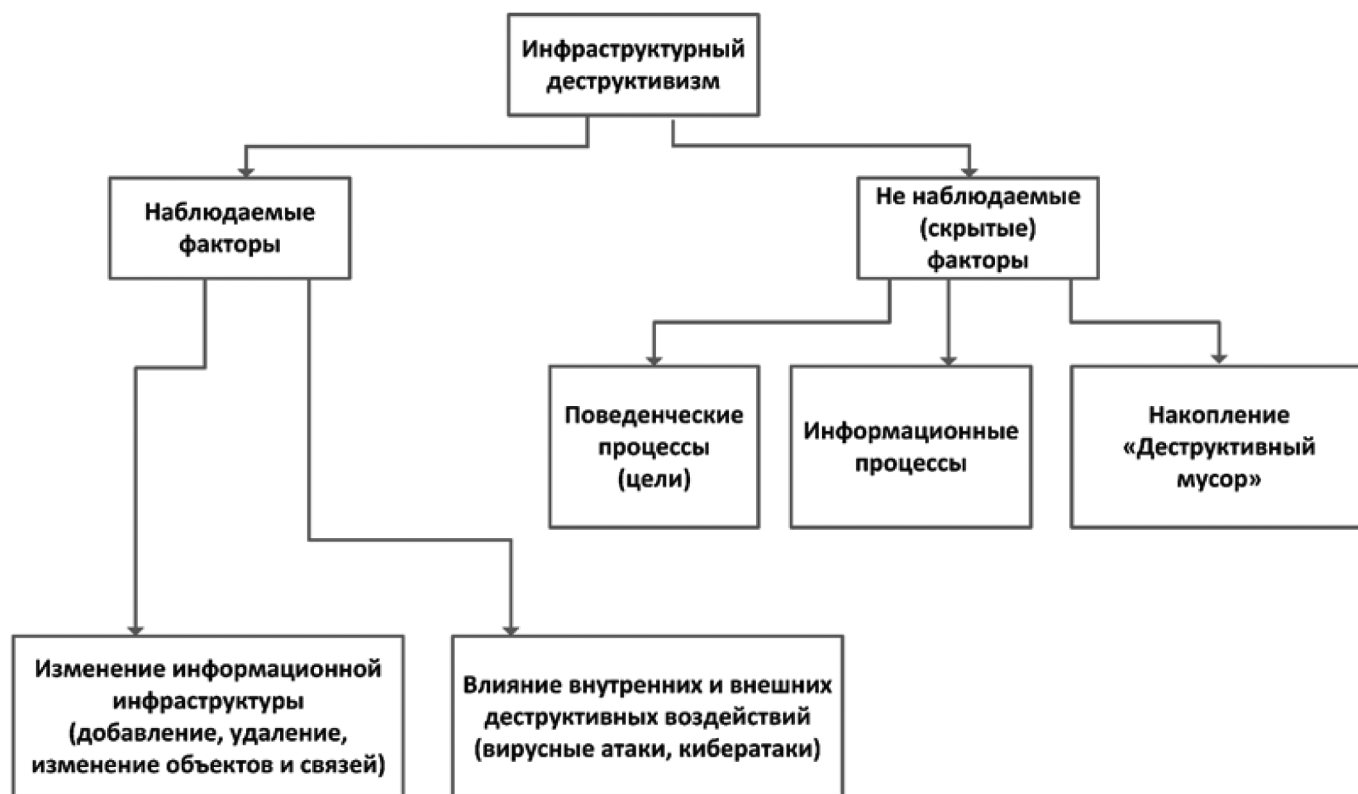 Инфраструктурный
деструктивизм
Наблюдаемые
факторы
Не наблюдаемые
(скрытые)
факторы
Поведенческие
процессы
(цели)
Информационные
процессы
Накопление
«Деструктивный
мусор»
Изменение информационной
инфраструктуры
(добавление, удаление,
изменение объектов и связей)
Влияние внутренних и внешних
деструктивных воздействий
(вирусные атаки, кибератаки)